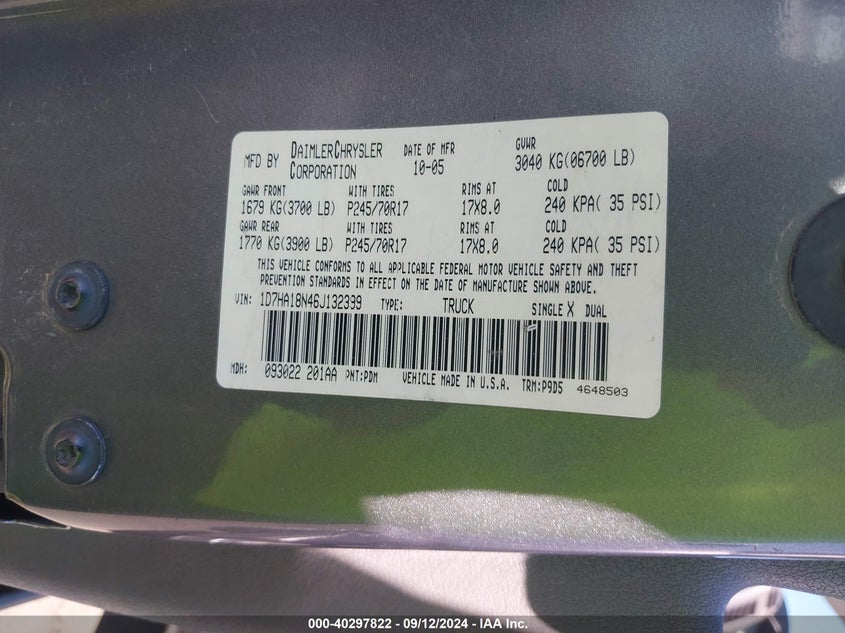 MFD BY DAIMLERCHRYSLER CORPORATION DATE OF MFR 10-05 GVWR 3040 KG(06700 LB)
GAWR FRONT WITH TIRES RIMS AT COLD
1679 KG(3700 LB) P245/70R17 17X8.0 240 KPA( 35 PSI)
GAWR REAR WITH TIRES RIMS AT COLD
1770 KG(3900 LB) P245/70R17 17X8.0 240 KPA( 35 PSI)
THIS VEHICLE CONFORMS TO ALL APPLICABLE FEDERAL MOTOR VEHICLE SAFETY AND THEFT
PREVENTION STANDARDS IN EFFECT ON THE DATE OF MANUFACTURE SHOWN ABOVE.
VIN: 1D7HA18N46J132339 TYPE: TRUCK SINGLE X DUAL
MDH: 093022 201AA PNT:PDM VEHICLE MADE IN U.S.A. TRM:P9D5 4648503
000-40297822 - 09/12/2024 - IAA Inc.